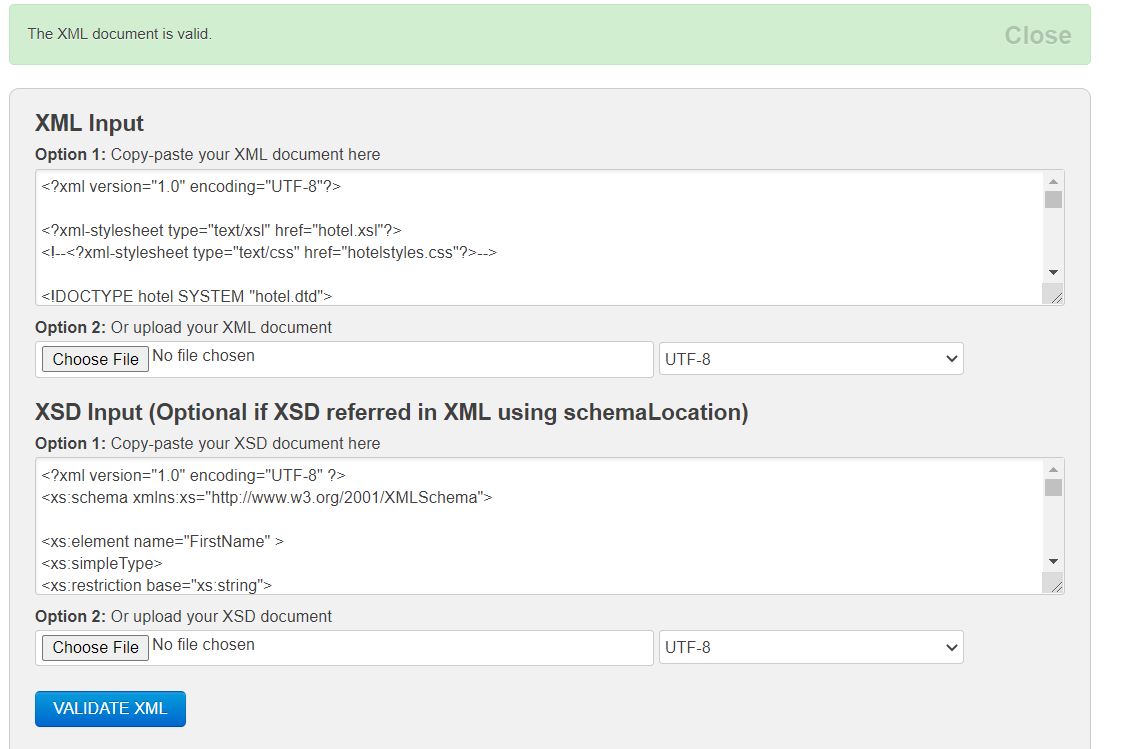 The XML document is valid.
Close
XML Input
Option 1: Copy-paste your XML document here
<?xml version="1.0" encoding="UTF-8"?>
<?xml-stylesheet type="text/xsl" href="hotel.xsl"?>
<!--<?xml-stylesheet type="text/css" href="hotelstyles.css"?>-->
<!DOCTYPE hotel SYSTEM "hotel.dtd">
Option 2: Or upload your XML document
Choose File No file chosen UTF-8
XSD Input (Optional if XSD referred in XML using schemaLocation)
Option 1: Copy-paste your XSD document here
<?xml version="1.0" encoding="UTF-8" ?>
<xs:schema xmlns:xs="http://www.w3.org/2001/XMLSchema">
<xs:element name="FirstName" >
<xs:simpleType>
<xs:restriction base="xs:string">
Option 2: Or upload your XSD document
Choose File No file chosen UTF-8
VALIDATE XML